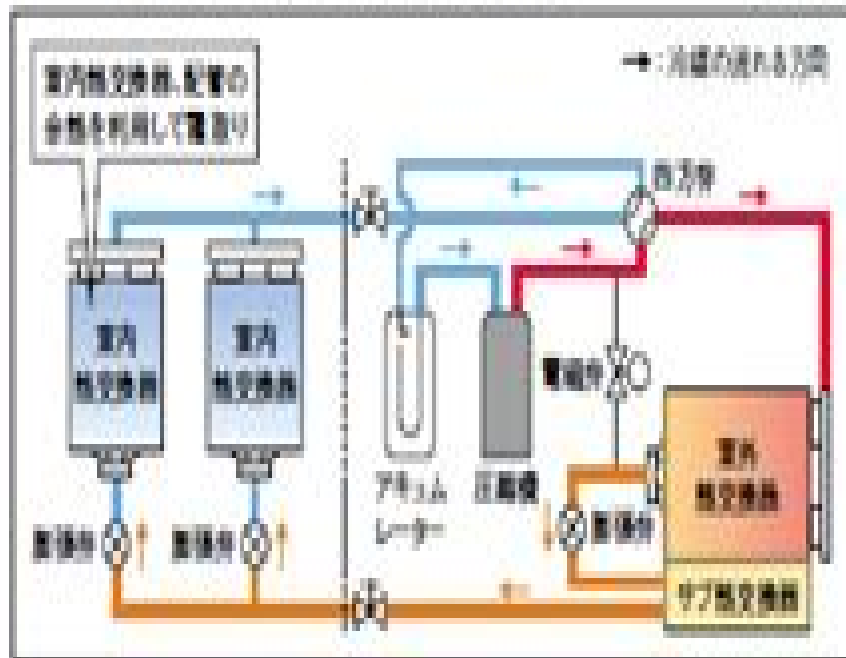 室内熱交換器、配管の
余熱を利用して霜取り
→:冷媒の流れる方向
四方弁
室内
熱交換器
室内
熱交換器
電磁弁
アキュム
レーター
圧縮機
膨張弁
膨張弁
膨張弁
室外
熱交換器
サブ熱交換器